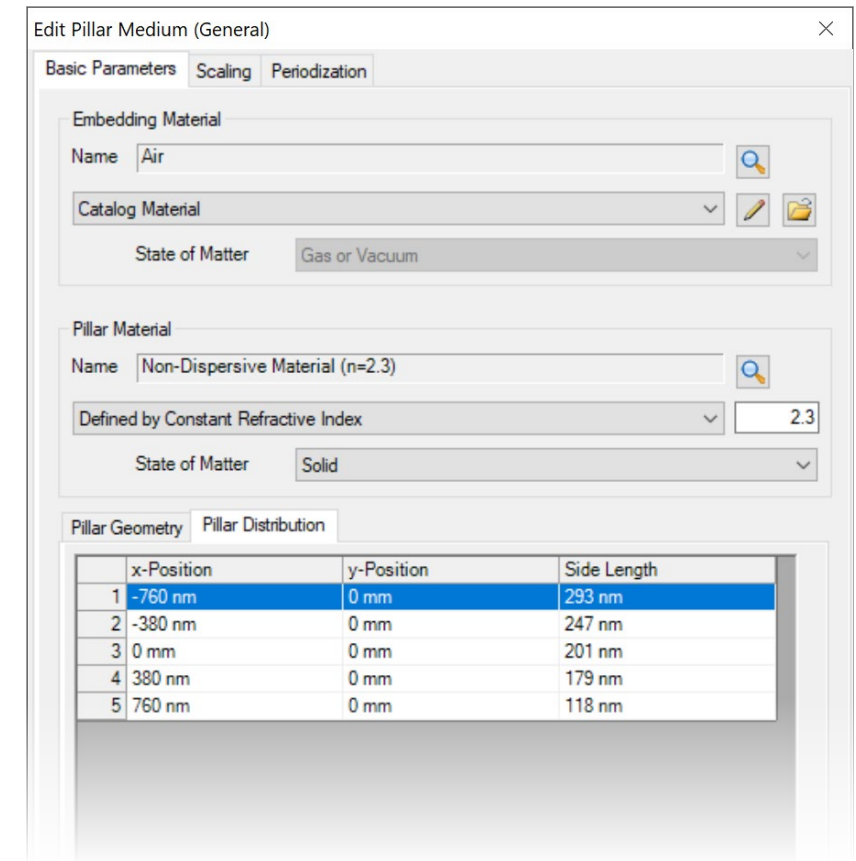 Edit Pillar Medium (General)
Basic Parameters Scaling Periodization
Embedding Material
Name Air
Catalog Material
State of Matter Gas or Vacuum
Pillar Material
Name Non-Dispersive Material (n=2.3)
Defined by Constant Refractive Index 2.3
State of Matter Solid
Pillar Geometry Pillar Distribution
x-Position y-Position Side Length
1 -760 nm 0 mm 293 nm
2 -380 nm 0 mm 247 nm
3 0 mm 0 mm 201 nm
4 380 nm 0 mm 179 nm
5 760 nm 0 mm 118 nm